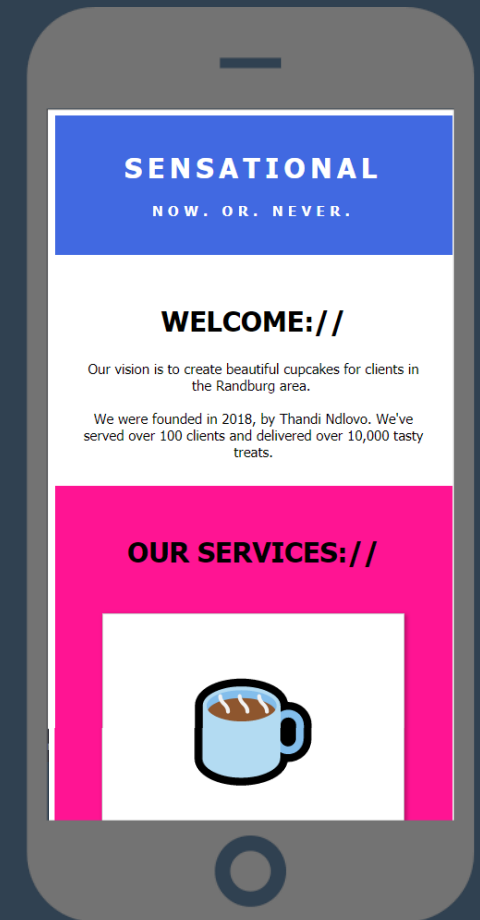 SENSATIONAL
NOW. OR. NEVER.
WELCOME://
Our vision is to create beautiful cupcakes for clients in
the Randburg area.
We were founded in 2018, by Thandi Ndlovo. We've
served over 100 clients and delivered over 10,000 tasty
treats.
OUR SERVICES://